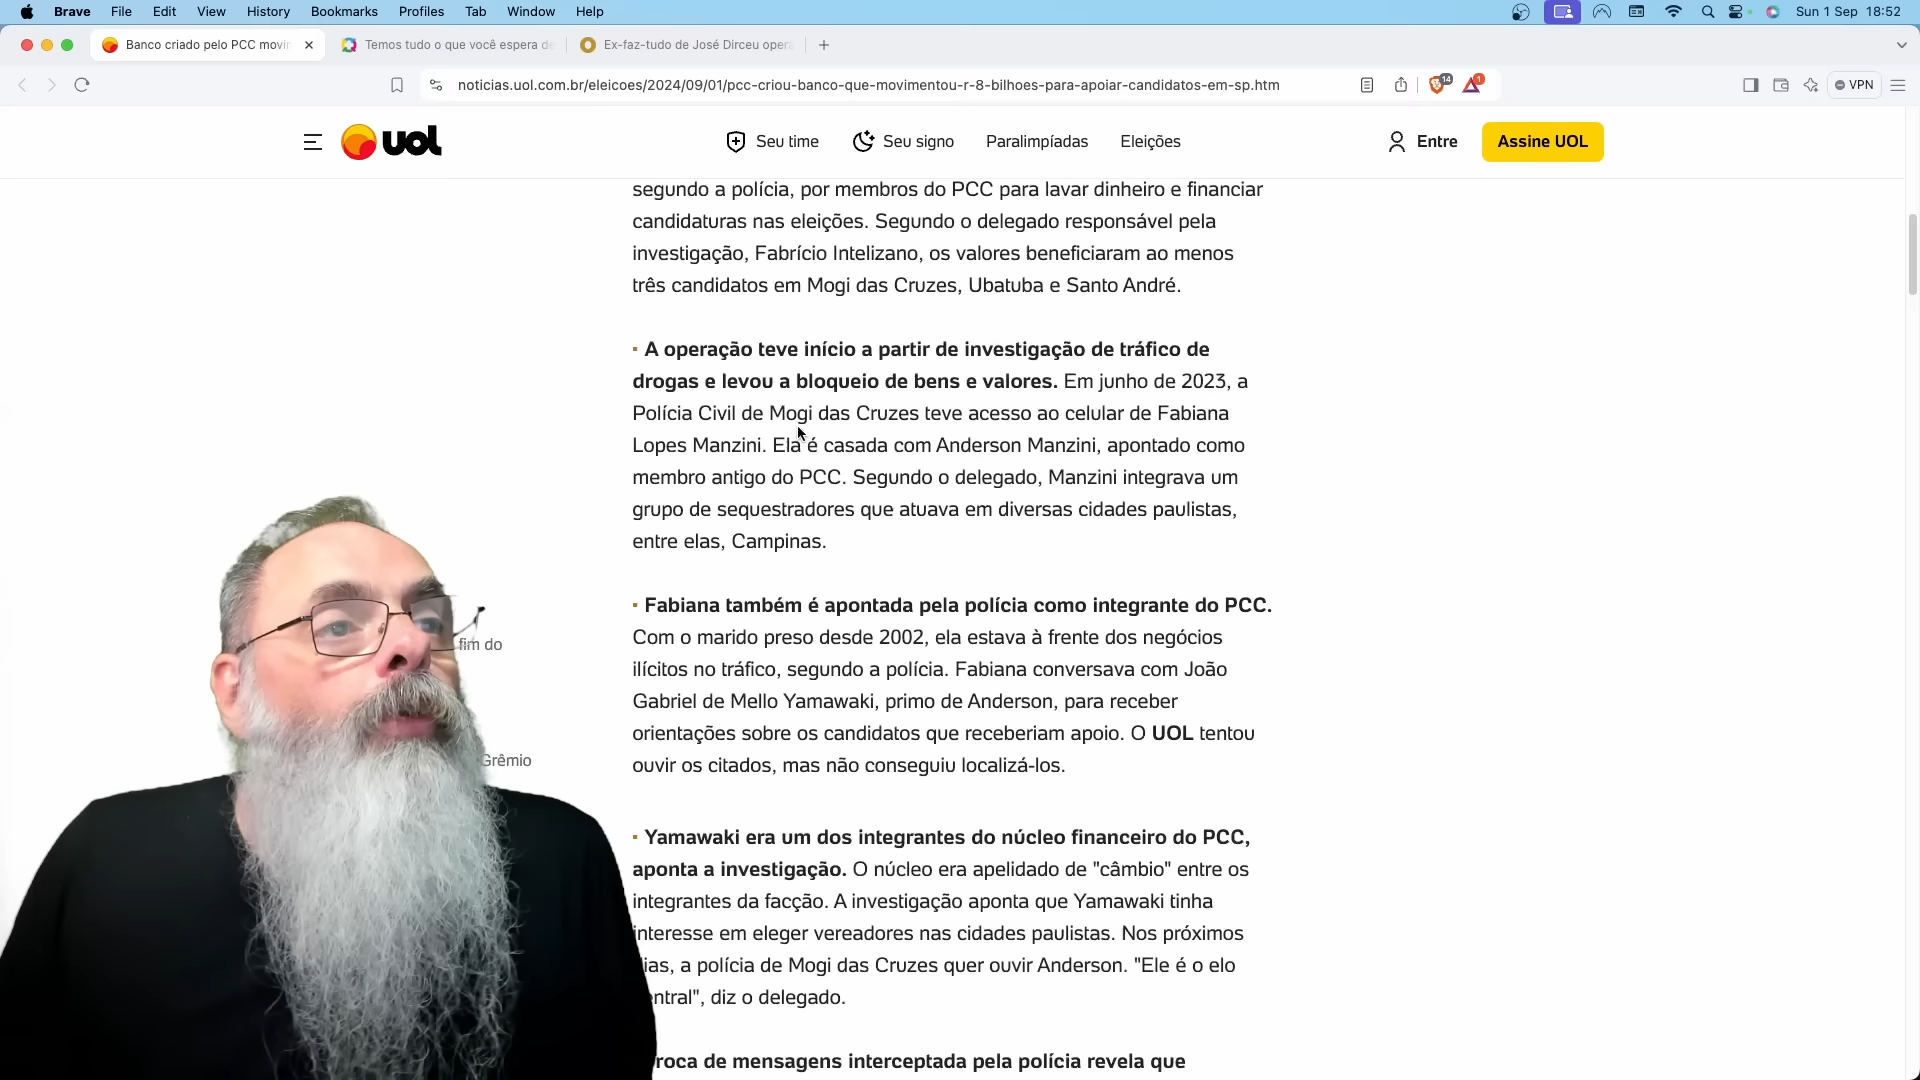 Brave File Edit View History Bookmarks Profiles Tab Window Help Sun 1 Sep 18:52
Banco criado pelo PCC movi Temos tudo o que você espera de Ex-faz-tudo de José Dirceu oper
noticias.uol.com.br/eleicoes/2024/09/01/pcc-criou-banco-que-movimentou-r-8-bilhoes-para-apoiar-candidatos-em-sp.htm 14 1 VPN
uol Seu time Seu signo Paralimpíadas Eleições Entre Assine UOL
segundo a polícia, por membros do PCC para lavar dinheiro e financiar
candidaturas nas eleições. Segundo o delegado responsável pela
investigação, Fabrício Intelizano, os valores beneficiaram ao menos
três candidatos em Mogi das Cruzes, Ubatuba e Santo André.
A operação teve início a partir de investigação de tráfico de
drogas e levou a bloqueio de bens e valores. Em junho de 2023, a
Polícia Civil de Mogi das Cruzes teve acesso ao celular de Fabiana
Lopes Manzini. Ela é casada com Anderson Manzini, apontado como
membro antigo do PCC. Segundo o delegado, Manzini integrava um
grupo de sequestradores que atuava em diversas cidades paulistas,
entre elas, Campinas.
Fabiana também é apontada pela polícia como integrante do PCC.
Com o marido preso desde 2002, ela estava à frente dos negócios
ilícitos no tráfico, segundo a polícia. Fabiana conversava com João
Gabriel de Mello Yamawaki, primo de Anderson, para receber
orientações sobre os candidatos que receberiam apoio. O UOL tentou
ouvir os citados, mas não conseguiu localizá-los.
fim do
Grêmio
Yamawaki era um dos integrantes do núcleo financeiro do PCC,
aponta a investigação. O núcleo era apelidado de "câmbio" entre os
integrantes da facção. A investigação aponta que Yamawaki tinha
interesse em eleger vereadores nas cidades paulistas. Nos próximos
ias, a polícia de Mogi das Cruzes quer ouvir Anderson. "Ele é o elo
entral", diz o delegado.
roca de mensagens interceptada pela polícia revela que